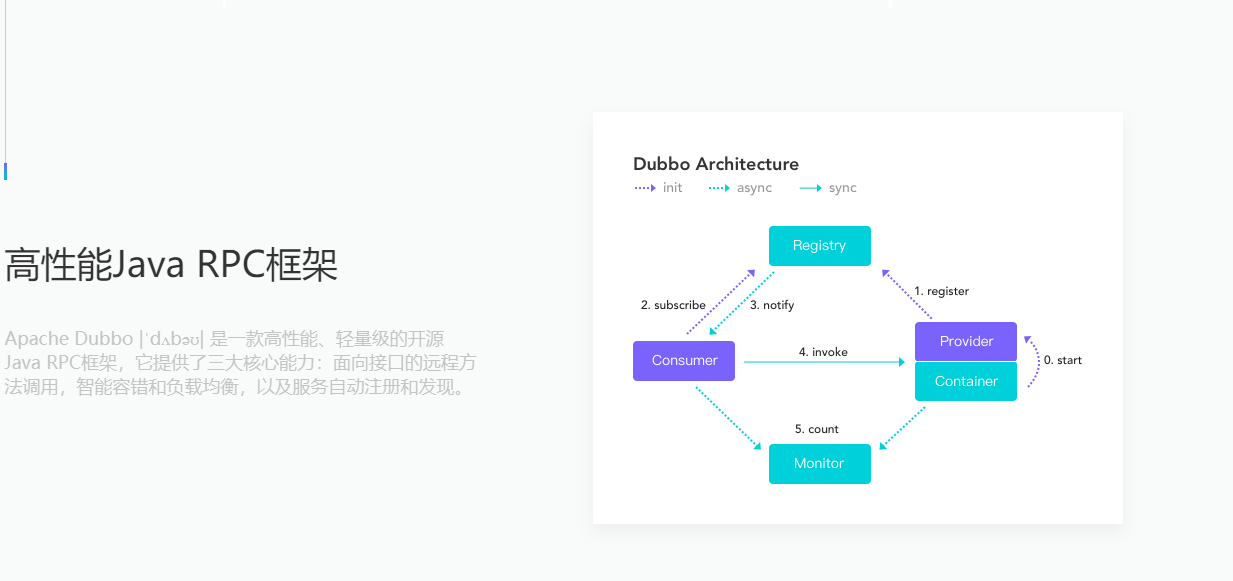 高性能Java RPC框架
Apache Dubbo |ˈdʌbəʊ| 是一款高性能、轻量级的开源
Java RPC框架，它提供了三大核心能力：面向接口的远程方
法调用，智能容错和负载均衡，以及服务自动注册和发现。
Dubbo Architecture
init async sync
Registry
1. register
2. subscribe
3. notify
Consumer
4. invoke
Provider
Container
0. start
5. count
Monitor